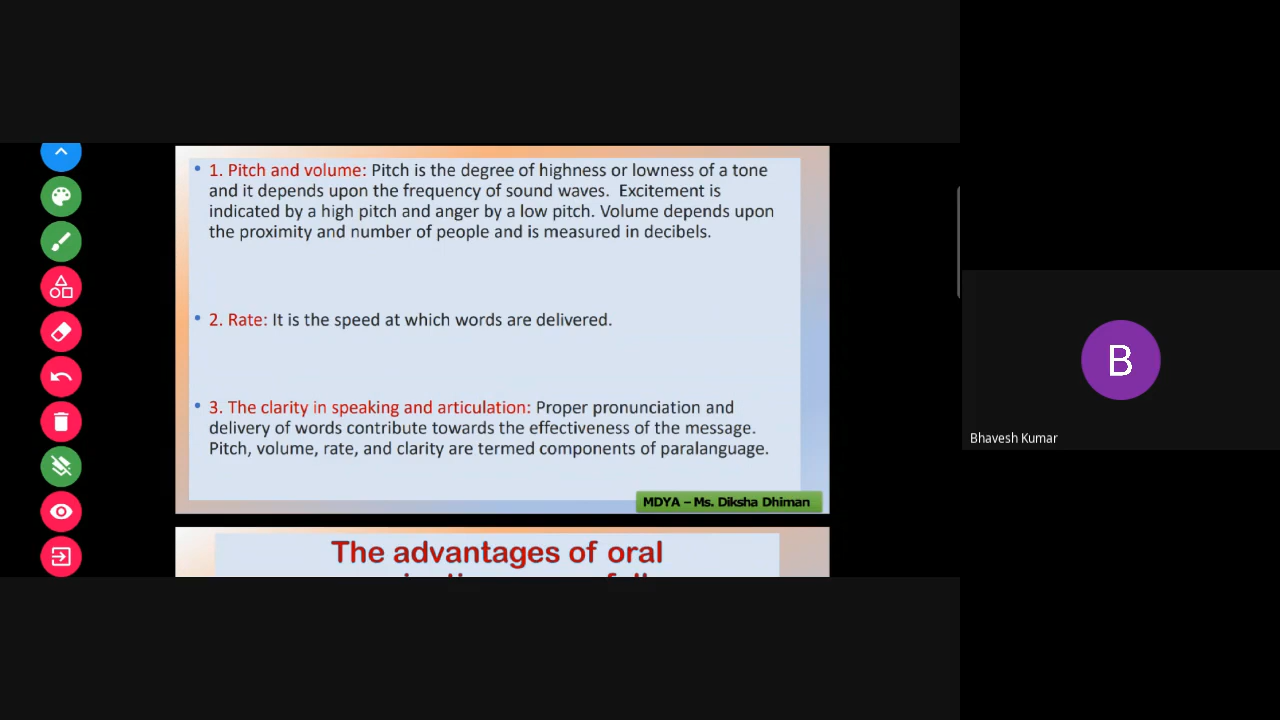 • 1. Pitch and volume: Pitch is the degree of highness or lowness of a tone
and it depends upon the frequency of sound waves.  Excitement is
indicated by a high pitch and anger by a low pitch. Volume depends upon
the proximity and number of people and is measured in decibels.
• 2. Rate: It is the speed at which words are delivered.
• 3. The clarity in speaking and articulation: Proper pronunciation and
delivery of words contribute towards the effectiveness of the message.
Pitch, volume, rate, and clarity are termed components of paralanguage.
MDYA – Ms. Diksha Dhiman
The advantages of oral
B
Bhavesh Kumar